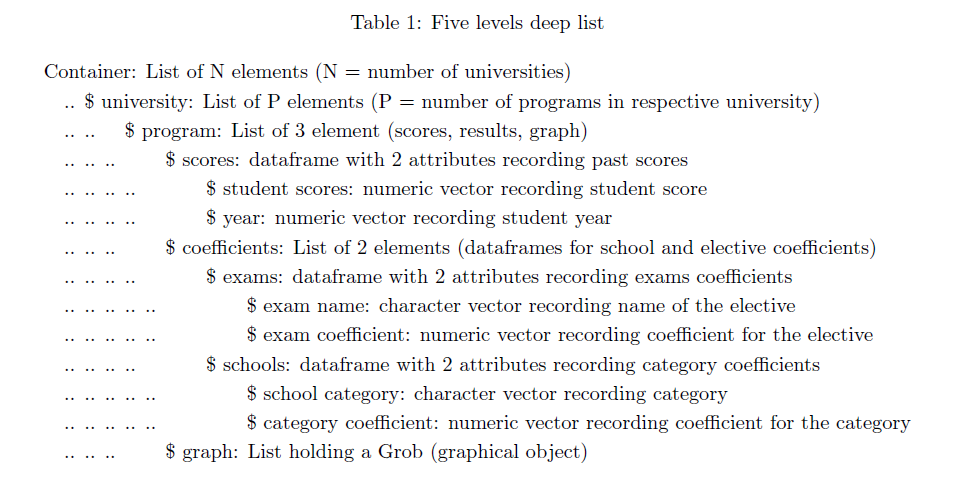 Table 1: Five levels deep list
Container: List of N elements (N = number of universities)
.. $ university: List of P elements (P = number of programs in respective university)
.. .. $ program: List of 3 element (scores, results, graph)
.. .. .. $ scores: dataframe with 2 attributes recording past scores
.. .. .. .. $ student scores: numeric vector recording student score
.. .. .. .. $ year: numeric vector recording student year
.. .. .. $ coefficients: List of 2 elements (dataframes for school and elective coefficients)
.. .. .. .. $ exams: dataframe with 2 attributes recording exams coefficients
.. .. .. .. .. $ exam name: character vector recording name of the elective
.. .. .. .. .. $ exam coefficient: numeric vector recording coefficient for the elective
.. .. .. .. $ schools: dataframe with 2 attributes recording category coefficients
.. .. .. .. .. $ school category: character vector recording category
.. .. .. .. .. $ category coefficient: numeric vector recording coefficient for the category
.. .. .. $ graph: List holding a Grob (graphical object)